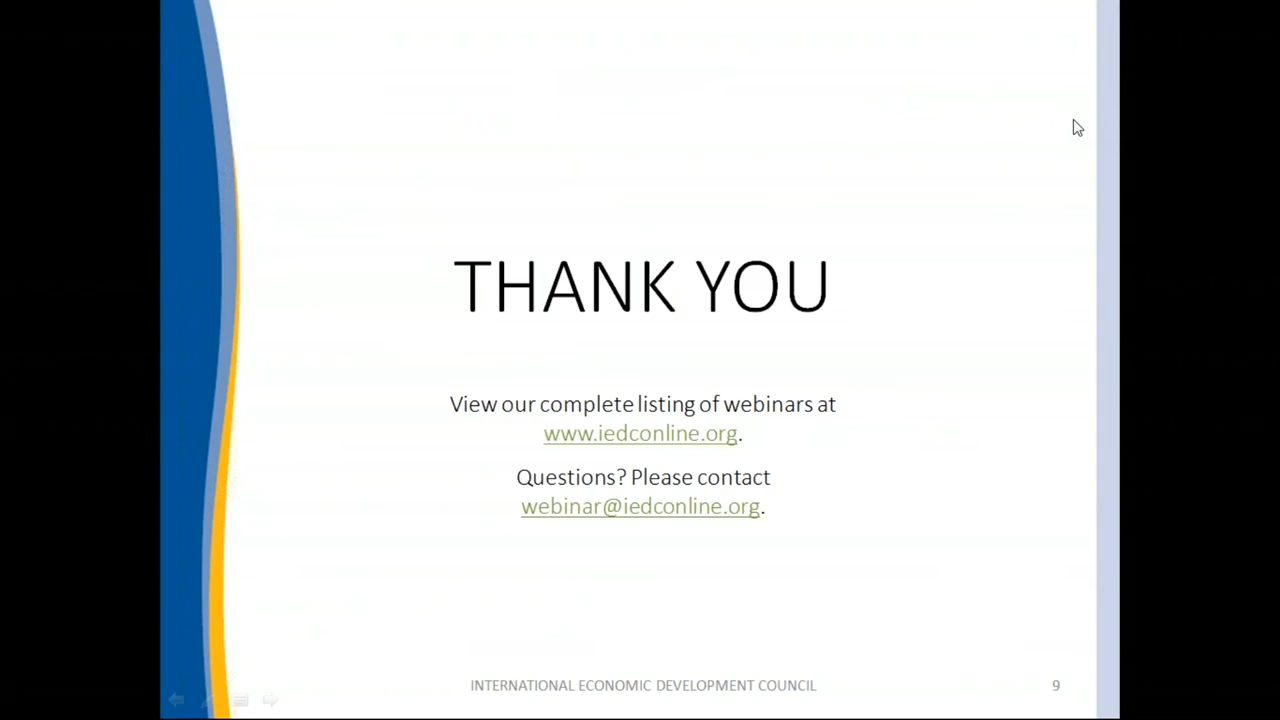 THANK YOU
View our complete listing of webinars at
www.iedconline.org.
Questions? Please contact
webinar@iedconline.org.
INTERNATIONAL ECONOMIC DEVELOPMENT COUNCIL
9